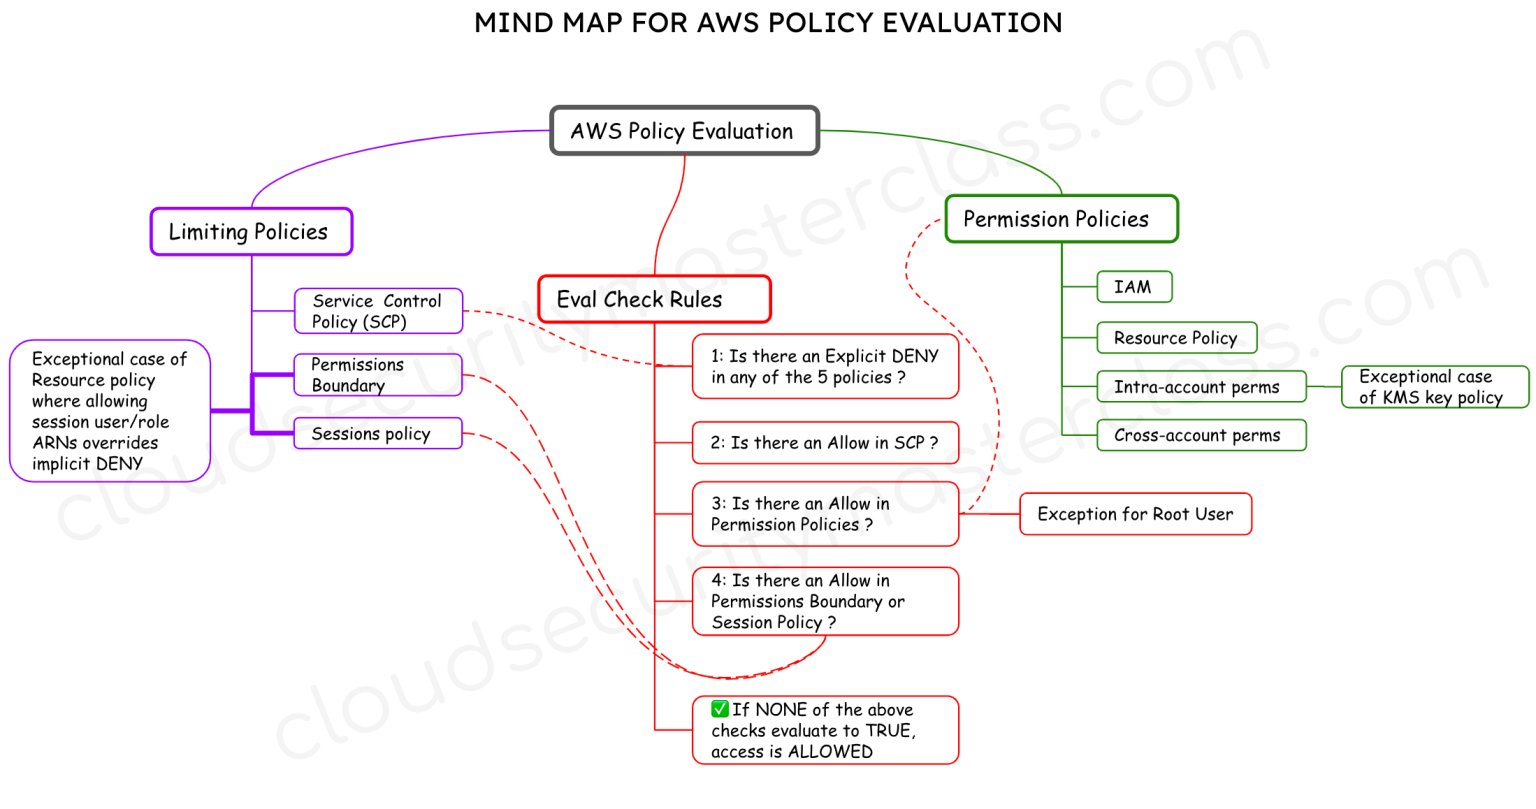 MIND MAP FOR AWS POLICY EVALUATION
AWS Policy Evaluation
Limiting Policies
Service Control
Policy (SCP)
Permissions
Boundary
Sessions policy
Exceptional case of
Resource policy
where allowing
session user/role
ARNs overrides
implicit DENY
Eval Check Rules
1: Is there an Explicit DENY
in any of the 5 policies ?
2: Is there an Allow in SCP ?
3: Is there an Allow in
Permission Policies ?
Exception for Root User
4: Is there an Allow in
Permissions Boundary or
Session Policy ?
✅ If NONE of the above
checks evaluate to TRUE,
access is ALLOWED
Permission Policies
IAM
Resource Policy
Intra-account perms
Exceptional case
of KMS key policy
Cross-account perms
cloudsecuritymasterclass.com
cloudsecuritymasterclass.com